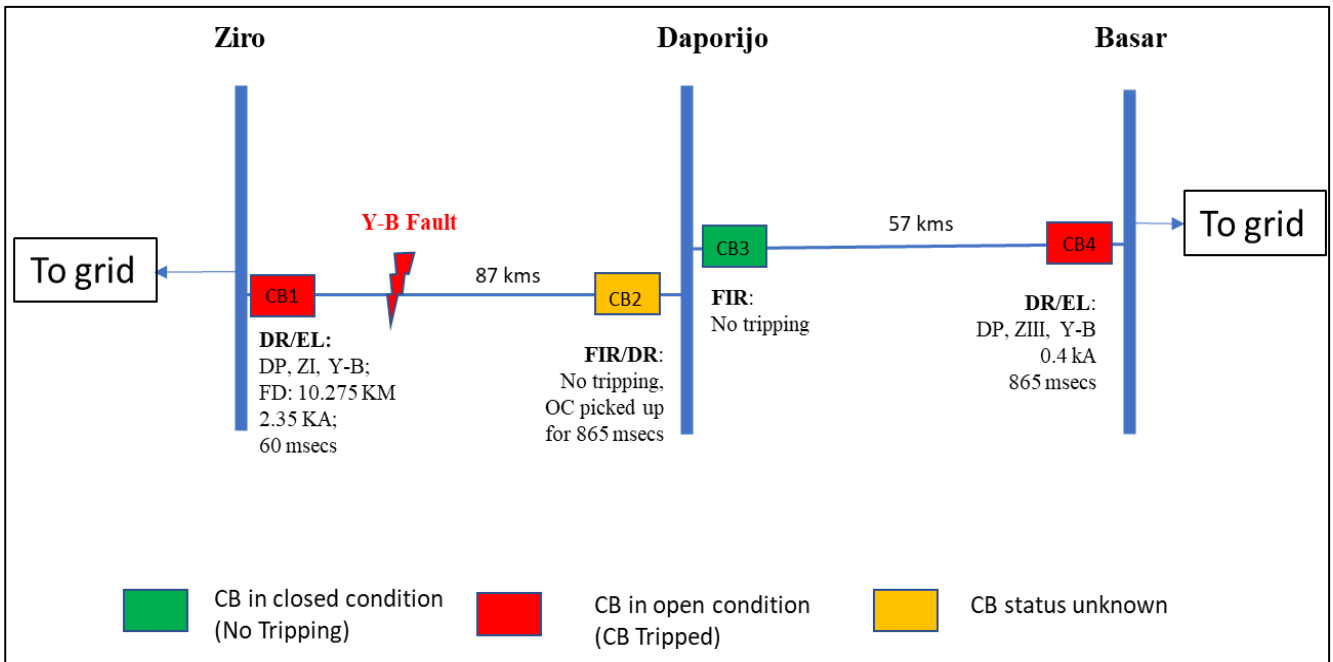 Ziro
Daporijo
Basar
Y-B Fault
To grid
To grid
87 kms
57 kms
CB1
CB2
CB3
CB4
DR/EL:
DP, ZI, Y-B;
FD: 10.275 KM
2.35 KA;
60 msecs
FIR/DR:
No tripping,
OC picked up
for 865 msecs
FIR:
No tripping
DR/EL:
DP, ZIII, Y-B
0.4 kA
865 msecs
CB in closed condition
(No Tripping)
CB in open condition
(CB Tripped)
CB status unknown